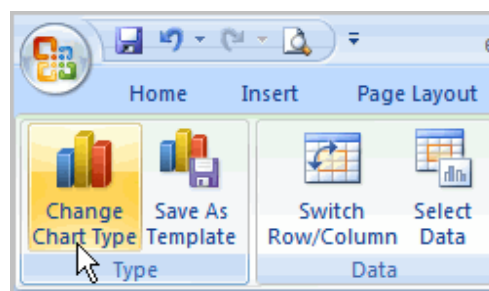 Home Insert Page Layout
Change Chart Type
Save As Template
Switch Row/Column
Select Data
Type Data